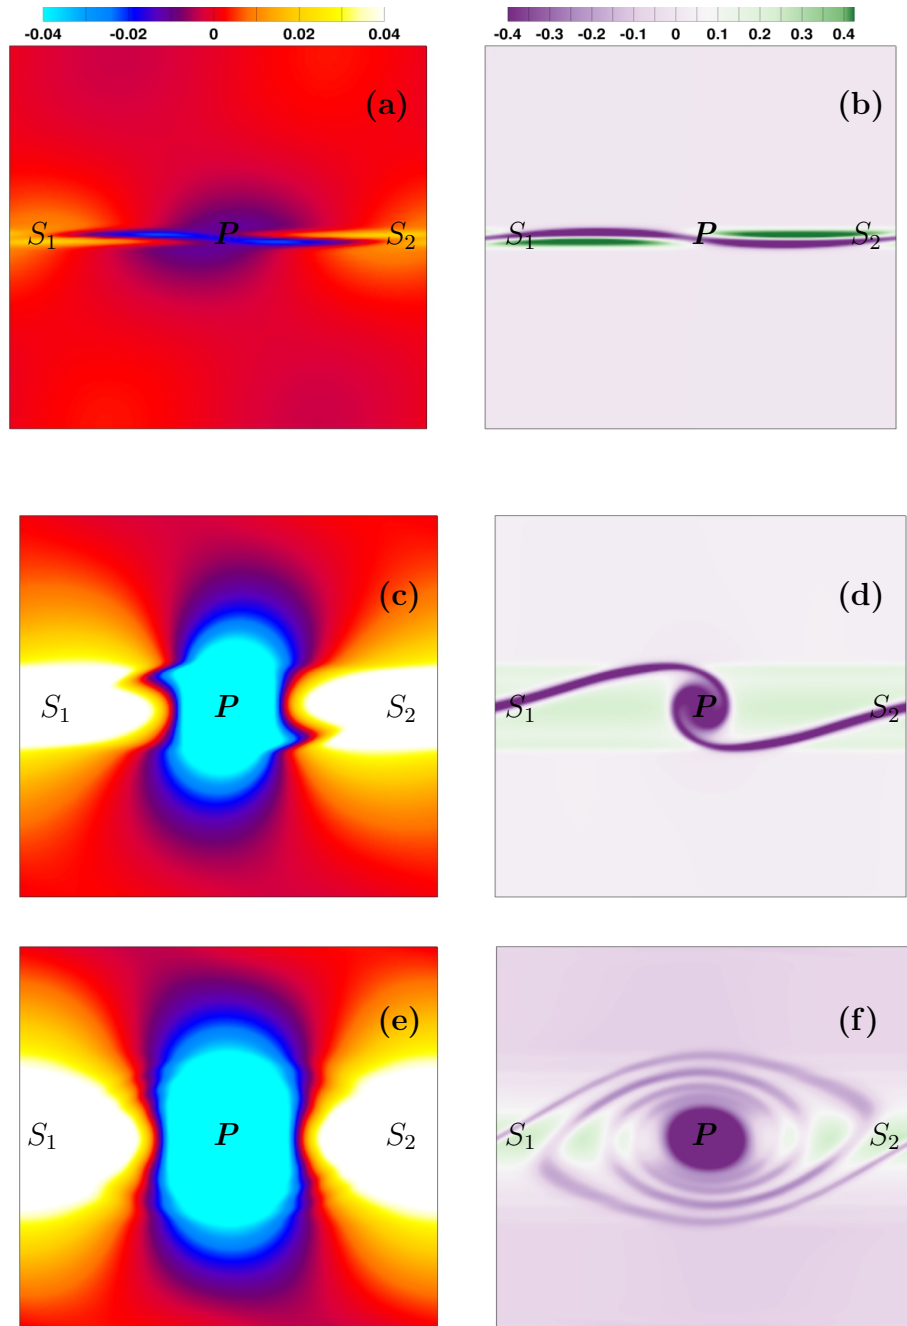 -0.04 -0.02 0 0.02 0.04
-0.4 -0.3 -0.2 -0.1 0 0.1 0.2 0.3 0.4
(a)
S₁ P S₂
(b)
S₁ P S₂
(c)
S₁ P S₂
(d)
S₁ P S₂
(e)
S₁ P S₂
(f)
S₁ P S₂